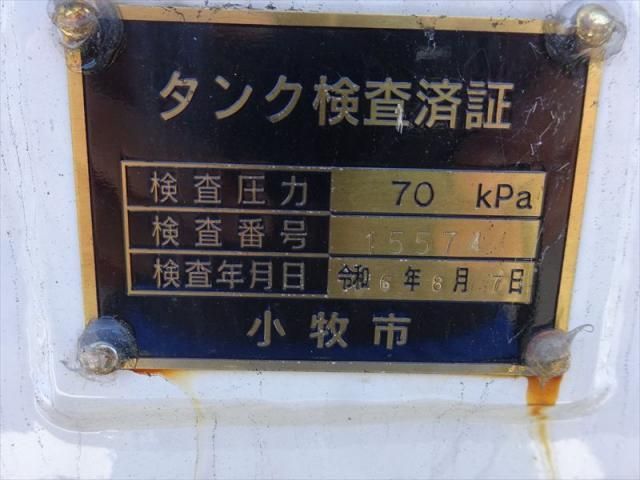 タンク検査済証
検査圧力 70 kPa
検査番号 15574
検査年月日 令和 6年 8月 7日
小牧市